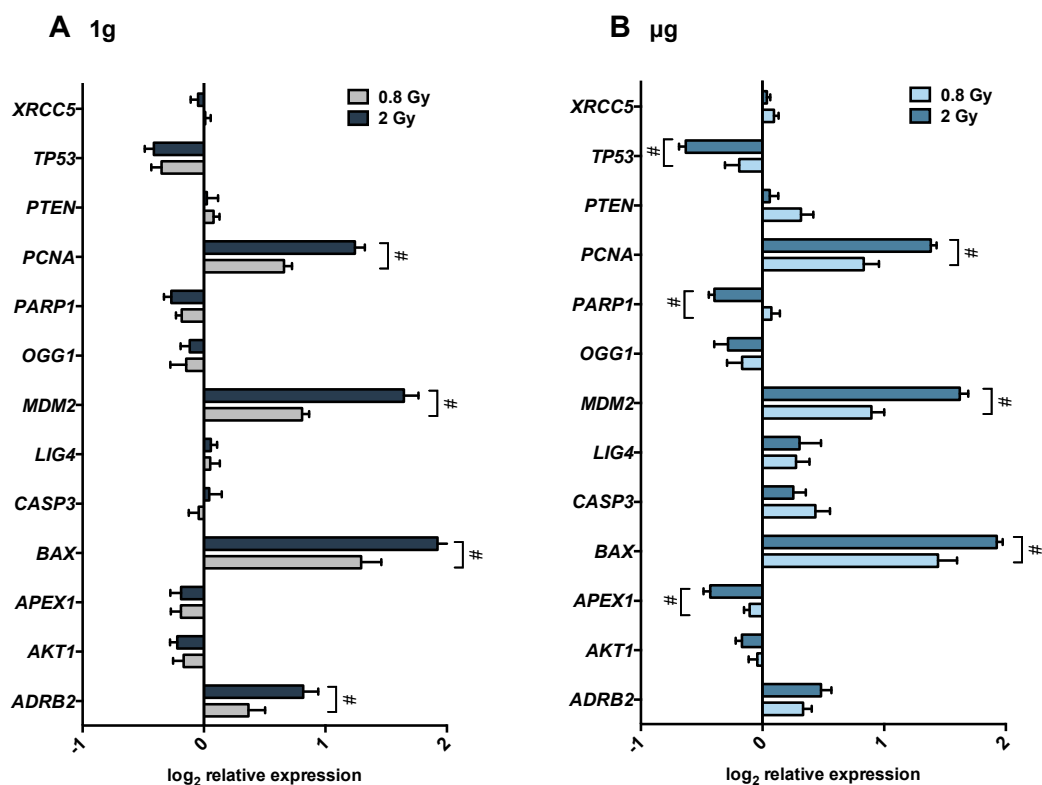 A 1g
0.8 Gy
2 Gy
XRCC5
TP53
PTEN
PCNA
#
PARP1
OGG1
MDM2
#
LIG4
CASP3
BAX
#
APEX1
AKT1
ADRB2
#
-1 0 1 2
log2 relative expression
B µg
0.8 Gy
2 Gy
XRCC5
TP53
#
PTEN
PCNA
#
PARP1
#
OGG1
MDM2
#
LIG4
CASP3
BAX
#
APEX1
#
AKT1
ADRB2
-1 0 1 2
log2 relative expression